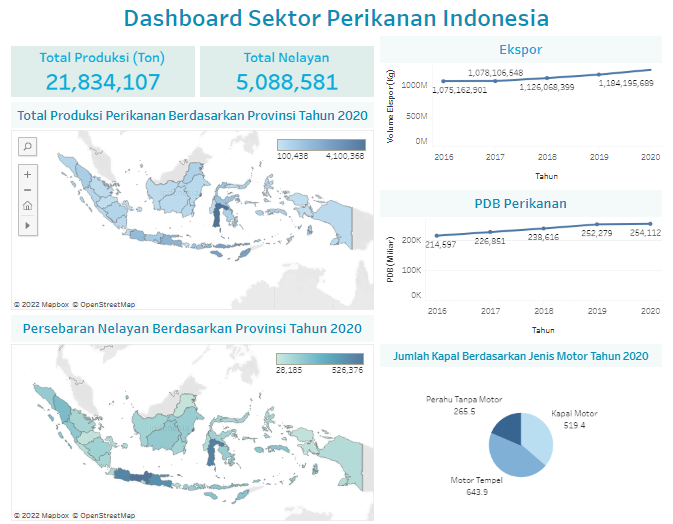 Dashboard Sektor Perikanan Indonesia
Total Produksi (Ton)
21,834,107
Total Nelayan
5,088,581
Total Produksi Perikanan Berdasarkan Provinsi Tahun 2020
100,438 4,100,368
© 2022 Mapbox © OpenStreetMap
Persebaran Nelayan Berdasarkan Provinsi Tahun 2020
28,185 526,376
© 2022 Mapbox © OpenStreetMap
Ekspor
Volume Ekspor (Kg)
1000M
500M
0M
1,075,162,901
1,078,106,548
1,126,068,399
1,184,195,689
2016 2017 2018 2019 2020
Tahun
PDB Perikanan
PDB (Miliar)
200K
100K
0K
214,597 226,851 238,616 252,279 254,112
2016 2017 2018 2019 2020
Tahun
Jumlah Kapal Berdasarkan Jenis Motor Tahun 2020
Perahu Tanpa Motor
265.5
Kapal Motor
519.4
Motor Tempel
643.9